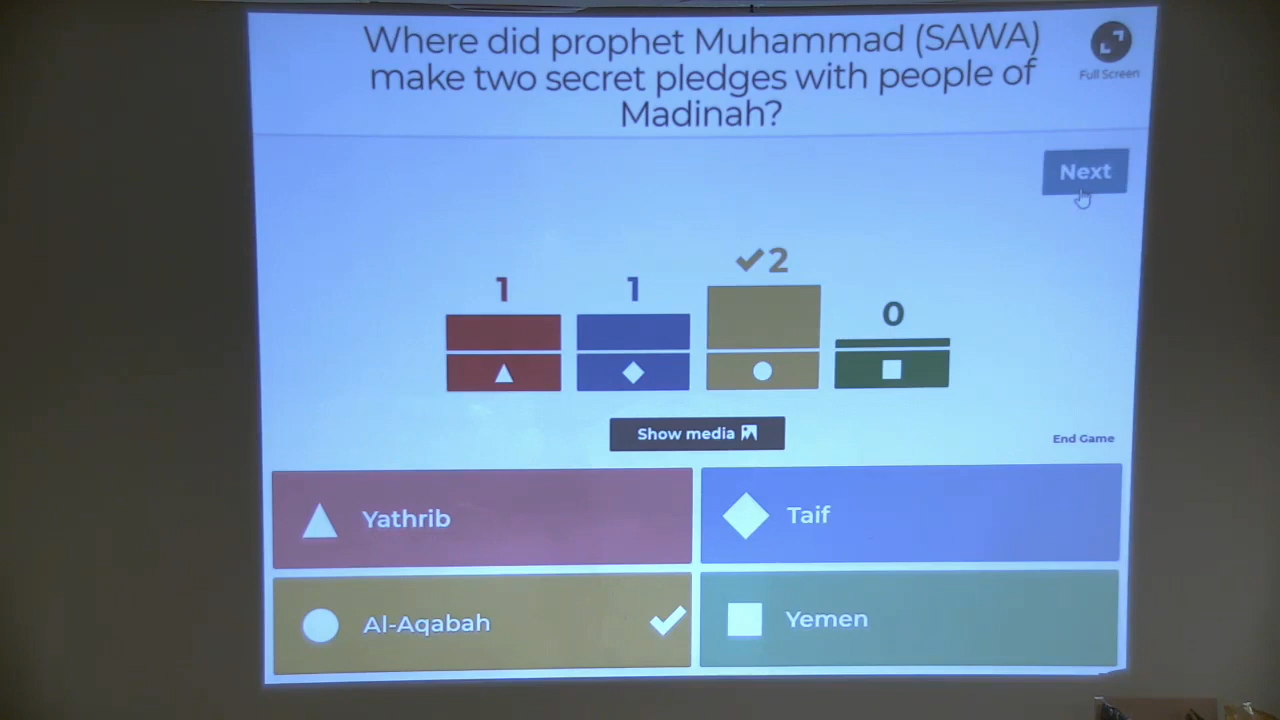 Where did prophet Muhammad (SAWA)
make two secret pledges with people of
Madinah?
Full Screen
Next
1
1
2
0
Show media
End Game
Yathrib
Taif
Al-Aqabah
Yemen